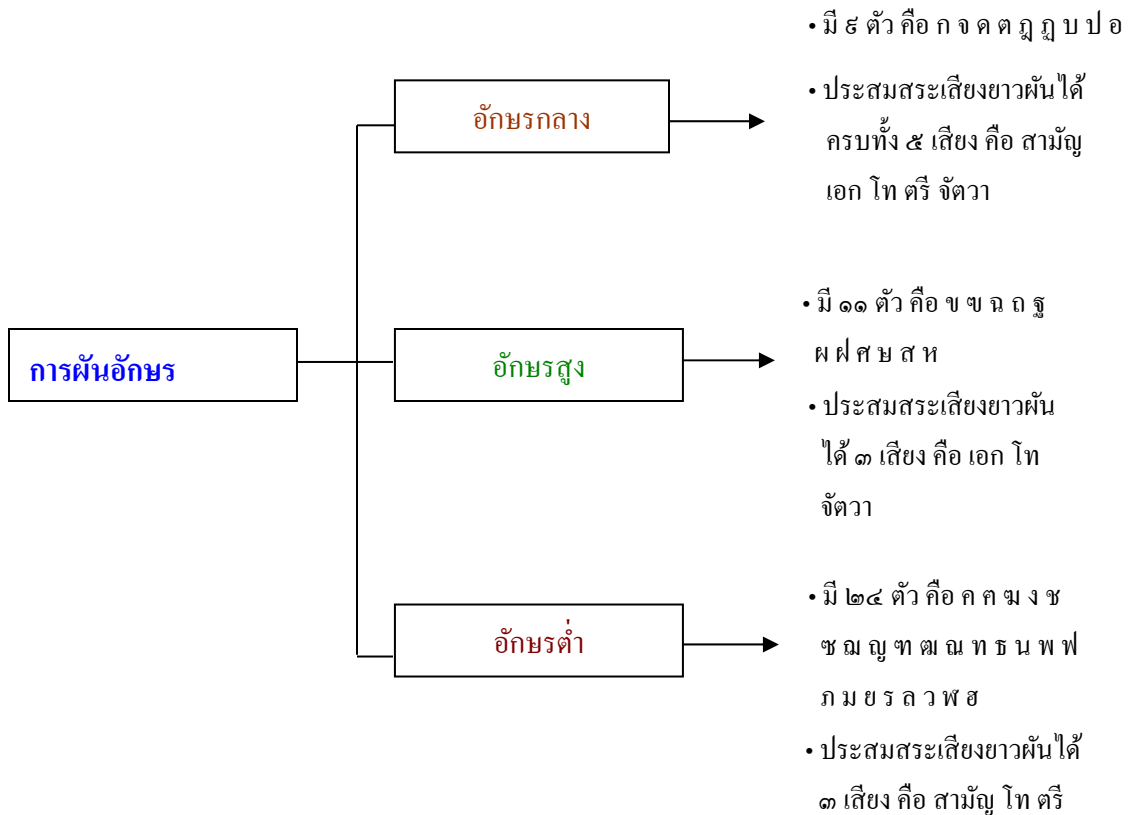 การผันอักษร
อักษรกลาง
• มี ๙ ตัว คือ ก จ ด ต ฎ ฏ บ ป อ
• ประสมสระเสียงยาวผันได้
ครบทั้ง ๕ เสียง คือ สามัญ
เอก โท ตรี จัตวา
อักษรสูง
• มี ๑๑ ตัว คือ ข ฃ ฉ ถ ฐ
ผ ฝ ศ ษ ส ห
• ประสมสระเสียงยาวผัน
ได้ ๓ เสียง คือ เอก โท
จัตวา
อักษรต่ำ
• มี ๒๔ ตัว คือ ค ฅ ฆ ง ช
ซ ฌ ญ ฑ ฒ ณ ท ธ น พ ฟ
ภ ม ย ร ล ว ฬ ฮ
• ประสมสระเสียงยาวผันได้
๓ เสียง คือ สามัญ โท ตรี